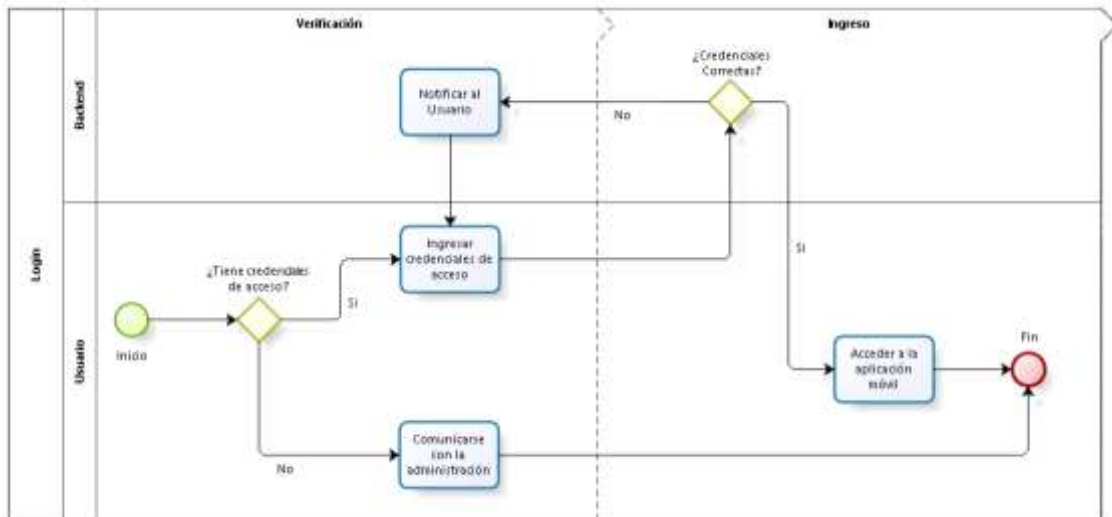 Verificación
Ingreso
Login
Backend
Usuario
Notificar al
Usuario
¿Credenciales
Correctas?
No
Ingresar
credenciales de
acceso
Si
¿Tiene credenciales
de acceso?
Si
Inicio
Acceder a la
aplicación
móvil
Fin
Comunicarse
con la
administración
No